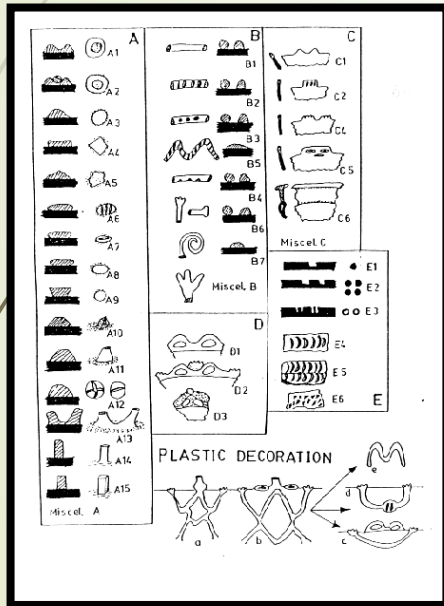 A
A1
A2
A3
A4
A5
A6
A7
A8
A9
A10
A11
A12
A13
A14
A15
Miscel. A
B
B1
B2
B3
B5
B4
B6
B7
Miscel. B
C
C1
C2
C4
C5
C6
Miscel. C
D
D1
D2
D3
E1
E2
E3
E4
E5
E6
E
PLASTIC DECORATION
a
b
e
d
c